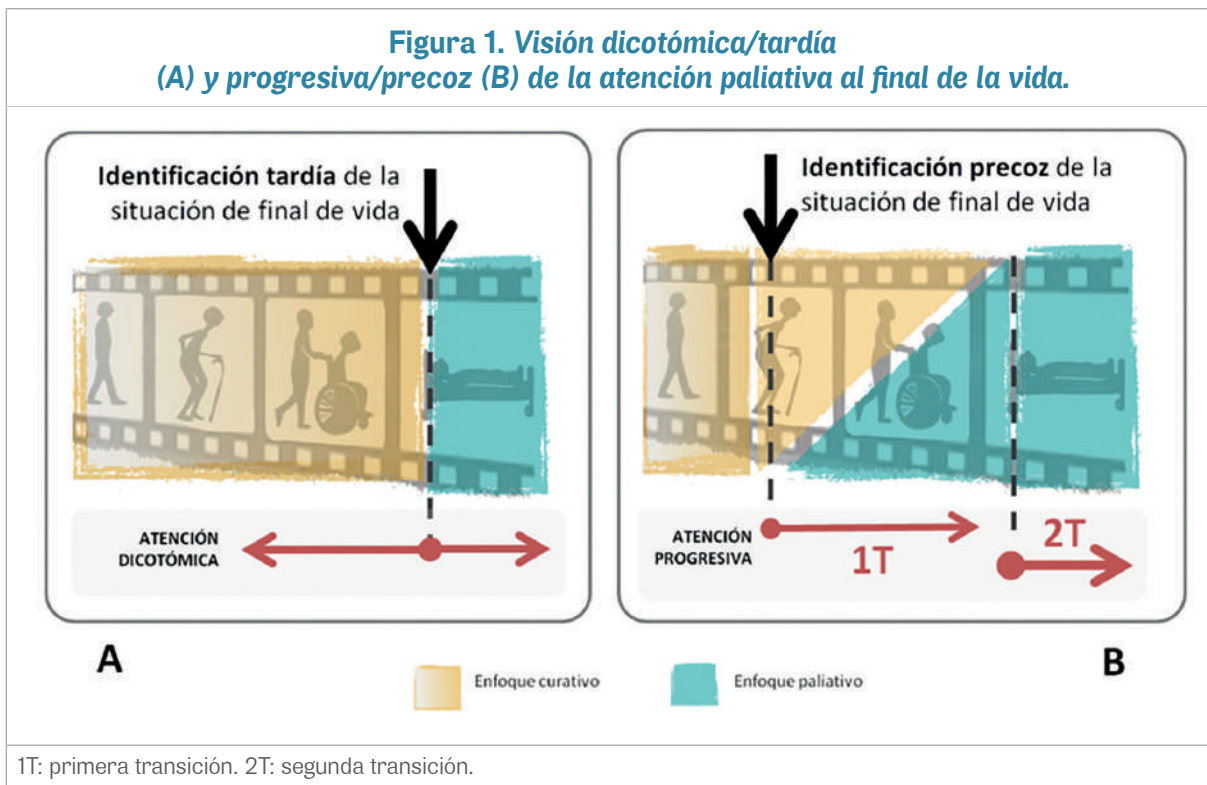 Figura 1. Visión dicotómica/tardía
(A) y progresiva/precoz (B) de la atención paliativa al final de la vida.
Identificación tardía de la
situación de final de vida
ATENCIÓN
DICOTÓMICA
A
Identificación precoz de la
situación de final de vida
ATENCIÓN
PROGRESIVA
1T
2T
B
Enfoque curativo
Enfoque paliativo
1T: primera transición. 2T: segunda transición.